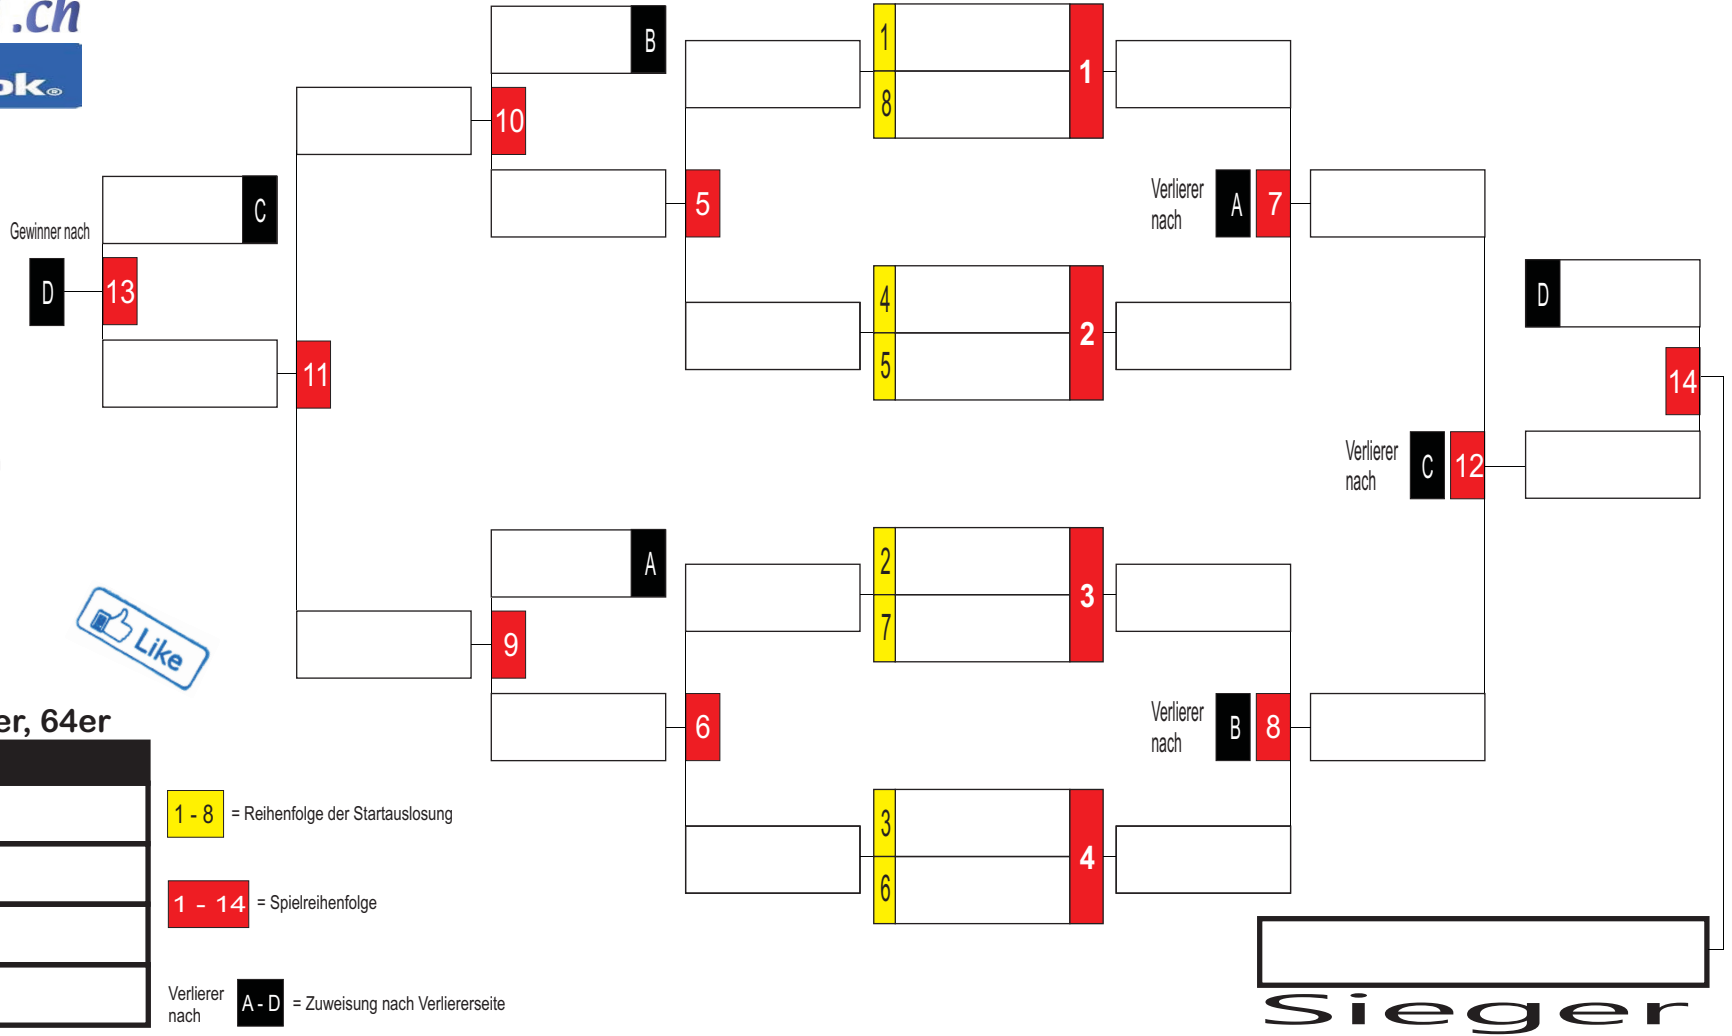 .ch
ok®
B
1
8
1
10
C
Gewinner nach
D
13
5
Verlierer
nach
A
7
4
5
2
D
14
11
Verlierer
nach
C
12
A
2
7
3
9
Like
6
Verlierer
nach
B
8
er, 64er
1 - 8 = Reihenfolge der Startauslosung
3
6
4
1 - 14 = Spielreihenfolge
Verlierer
nach
A - D = Zuweisung nach Verliererseite
Sieger